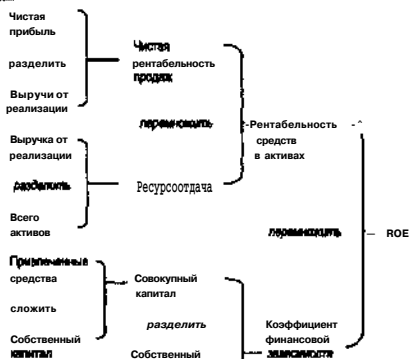 Чистая
прибыль
разделить
Выручи от
реализации
Чистая
рентабельность
продаж
перемножить
Выручка от
реализации
разделить
Всего
активов
Ресурсоотдача
-Рентабельность
средств
в активах
перемножить
ROE
Привлеченные
средства
сложить
Собственный
капитал
Совокупный
капитал
разделить
Собственный
Коэффициент
финансовой
зависимости